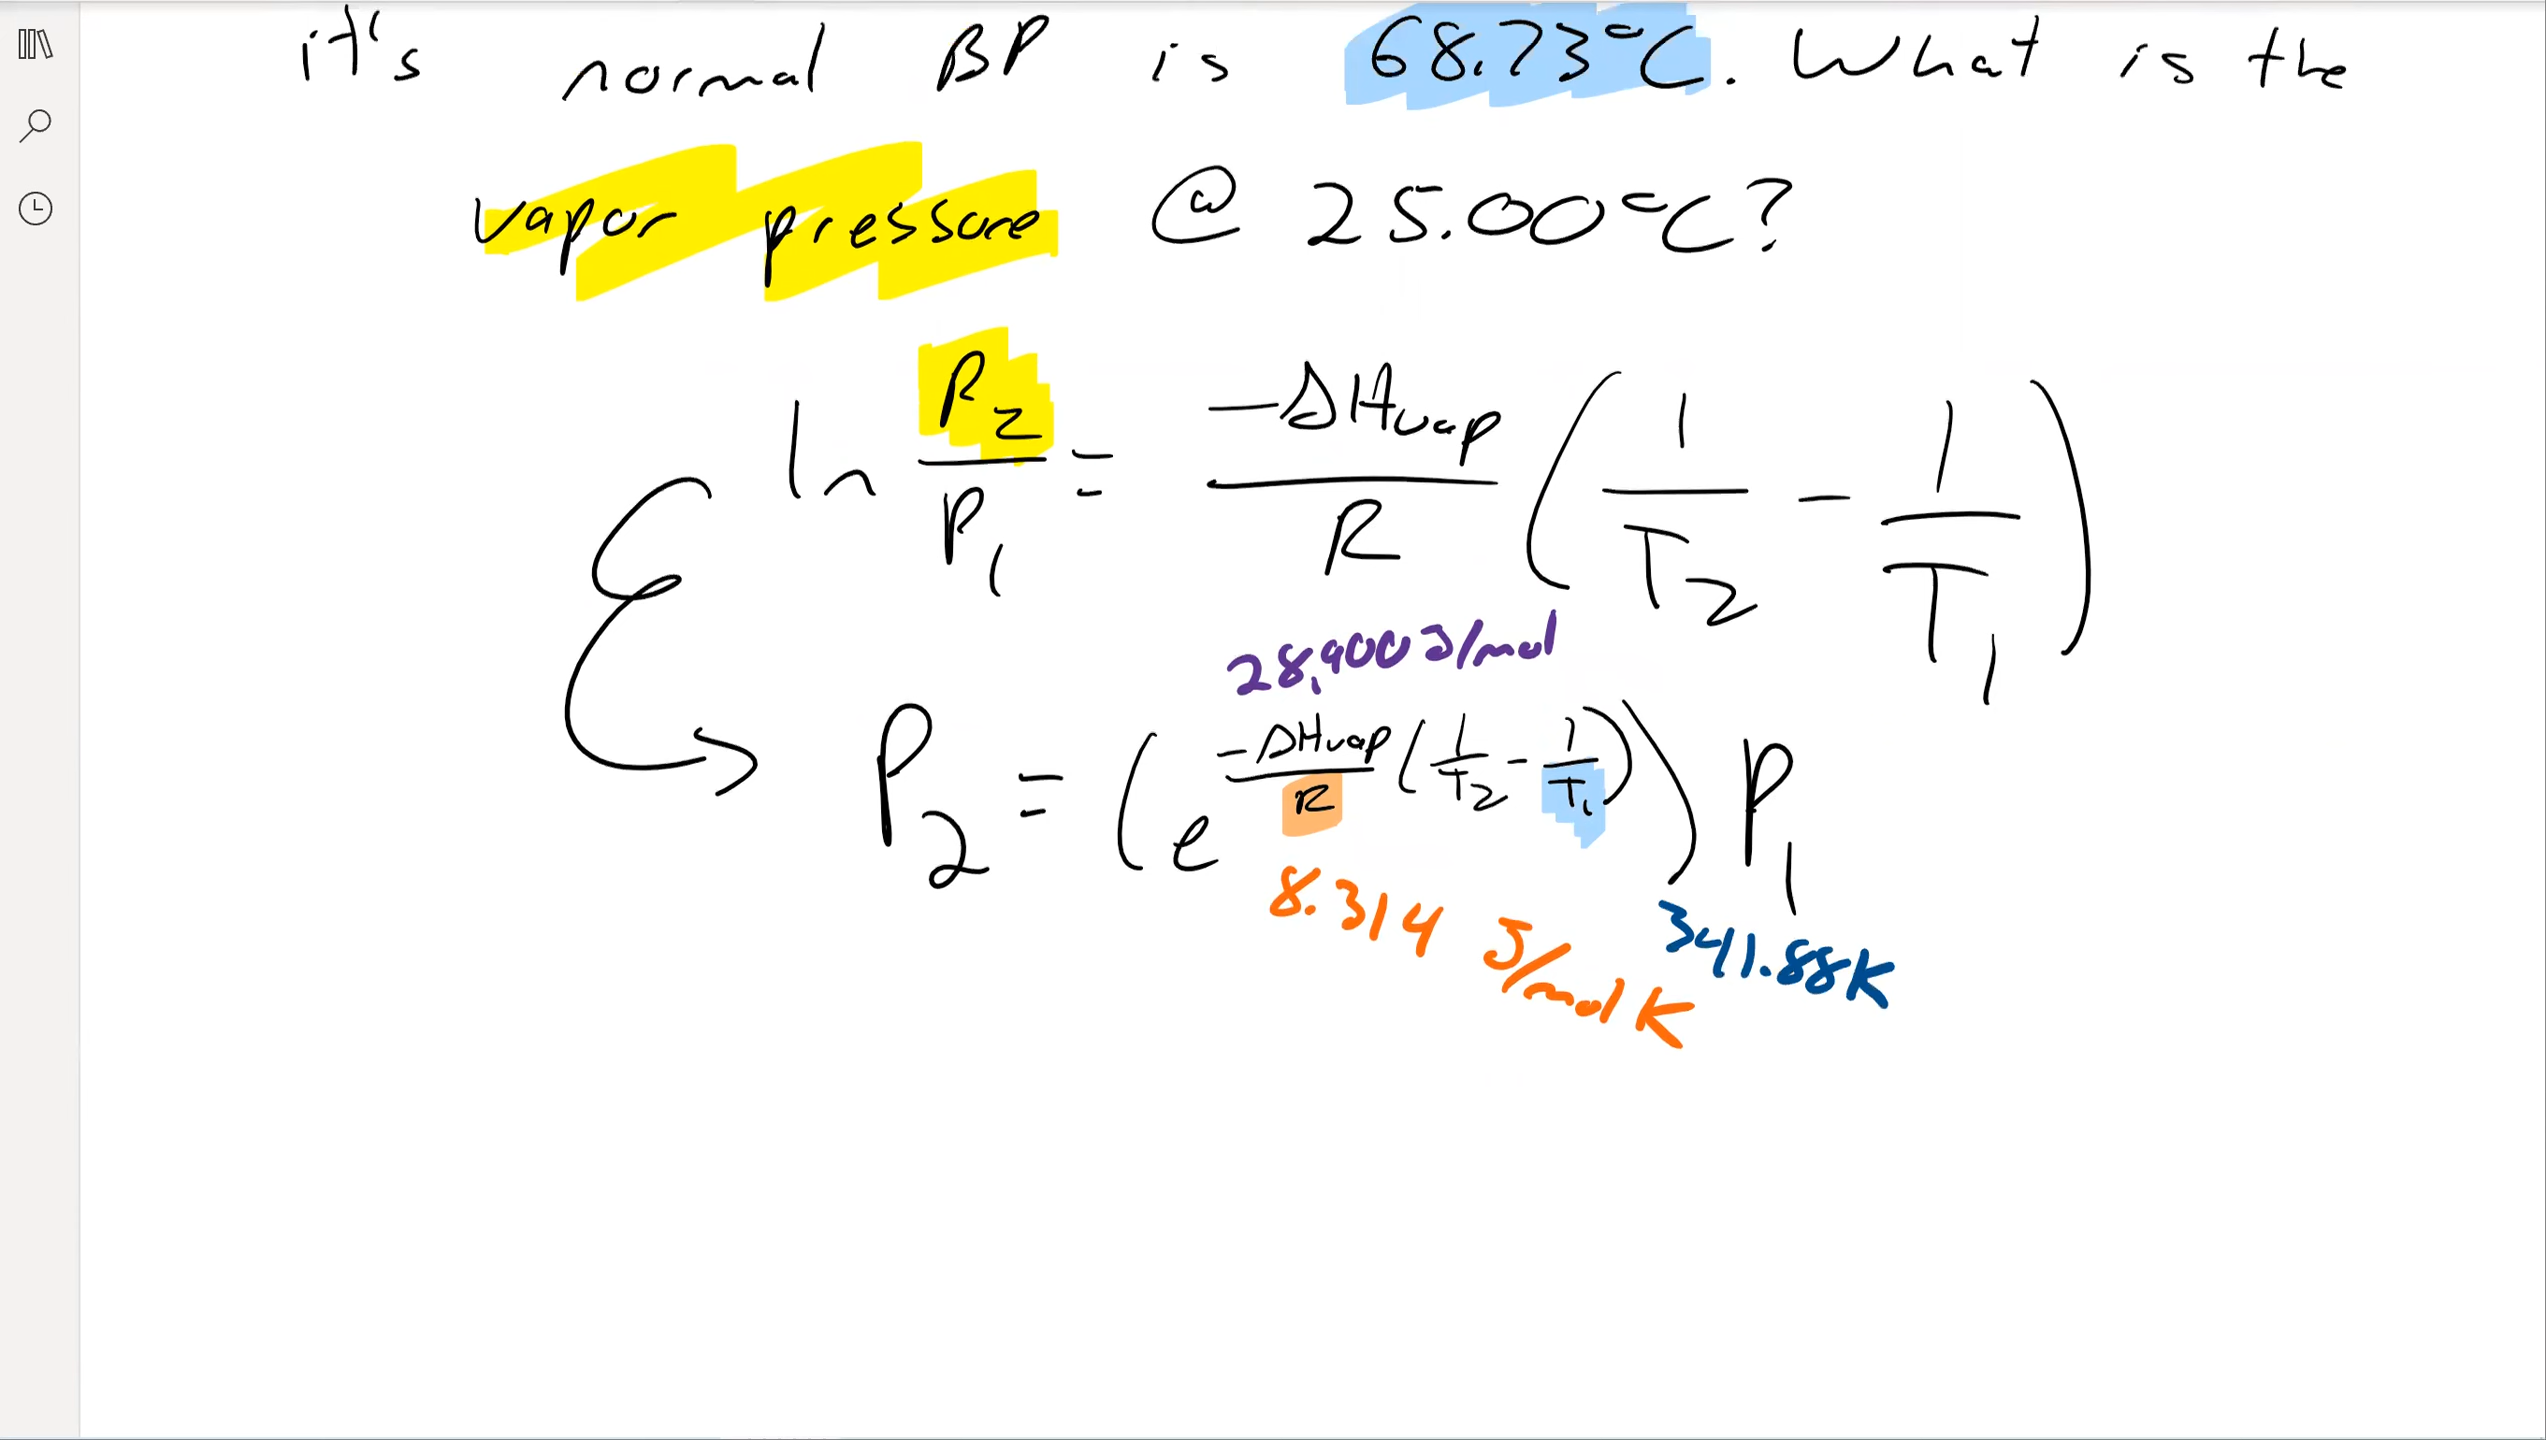 it's normal BP is 68.73°C. What is the
vapor pressure @ 25.00°C?
ln P₂/P₁ = -ΔHvap/R (1/T₂ - 1/T₁)
28,900 J/mol
P₂ = (e^(-ΔHvap/R (1/T₂ - 1/T₁))) P₁
8.314 J/mol K 341.88K